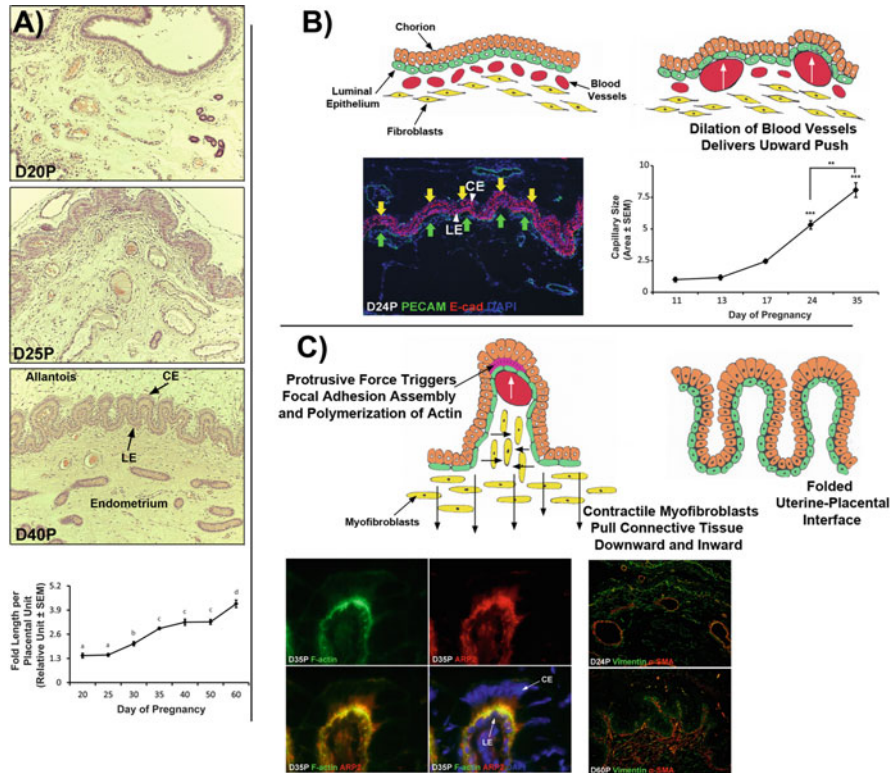 A)
D20P
D25P
Allantois
CE
LE
Endometrium
D40P
Fold Length per
Placental Unit
(Relative Unit ± SEM)
5.2
3.9
2.6
1.3
0
a
a
b
c
c
c
d
20
25
30
35
40
50
60
Day of Pregnancy
B)
Chorion
Luminal
Epithelium
Fibroblasts
Blood
Vessels
Dilation of Blood Vessels
Delivers Upward Push
CE
LE
D24P PECAM E-cad DAPI
Capillary Size
(Area ± SEM)
10
7.5
5
2.5
0
***
**
***
11
13
17
24
35
Day of Pregnancy
C)
Protrusive Force Triggers
Focal Adhesion Assembly
and Polymerization of Actin
Myofibroblasts
Contractile Myofibroblasts
Pull Connective Tissue
Downward and Inward
Folded
Uterine-Placental
Interface
D35P F-actin
D35P ARP2
D35P F-actin ARP2
CE
LE
D35P F-actin ARP2 DAPI
D24P Vimentin α-SMA
D60P Vimentin α-SMA